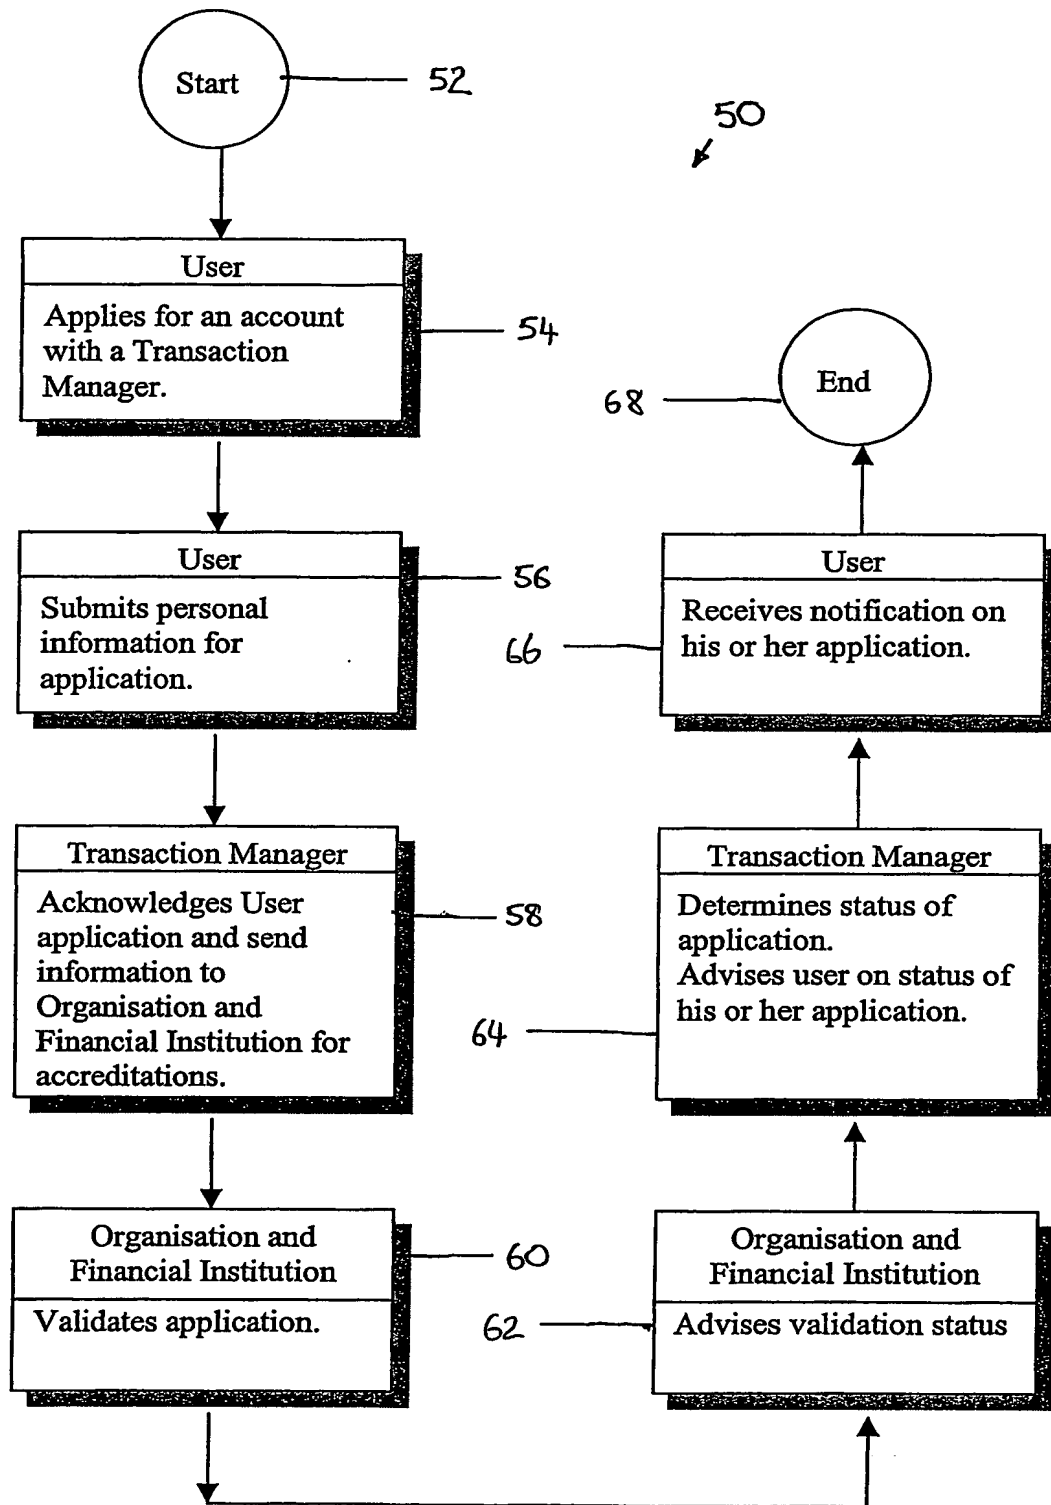 Start
52
50
User
Applies for an account
with a Transaction
Manager.
54
User
Submits personal
information for
application.
56
Transaction Manager
Acknowledges User
application and send
information to
Organisation and
Financial Institution for
accreditations.
58
Organisation and
Financial Institution
Validates application.
60
Organisation and
Financial Institution
Advises validation status
62
Transaction Manager
Determines status of
application.
Advises user on status of
his or her application.
64
User
Receives notification on
his or her application.
66
End
68